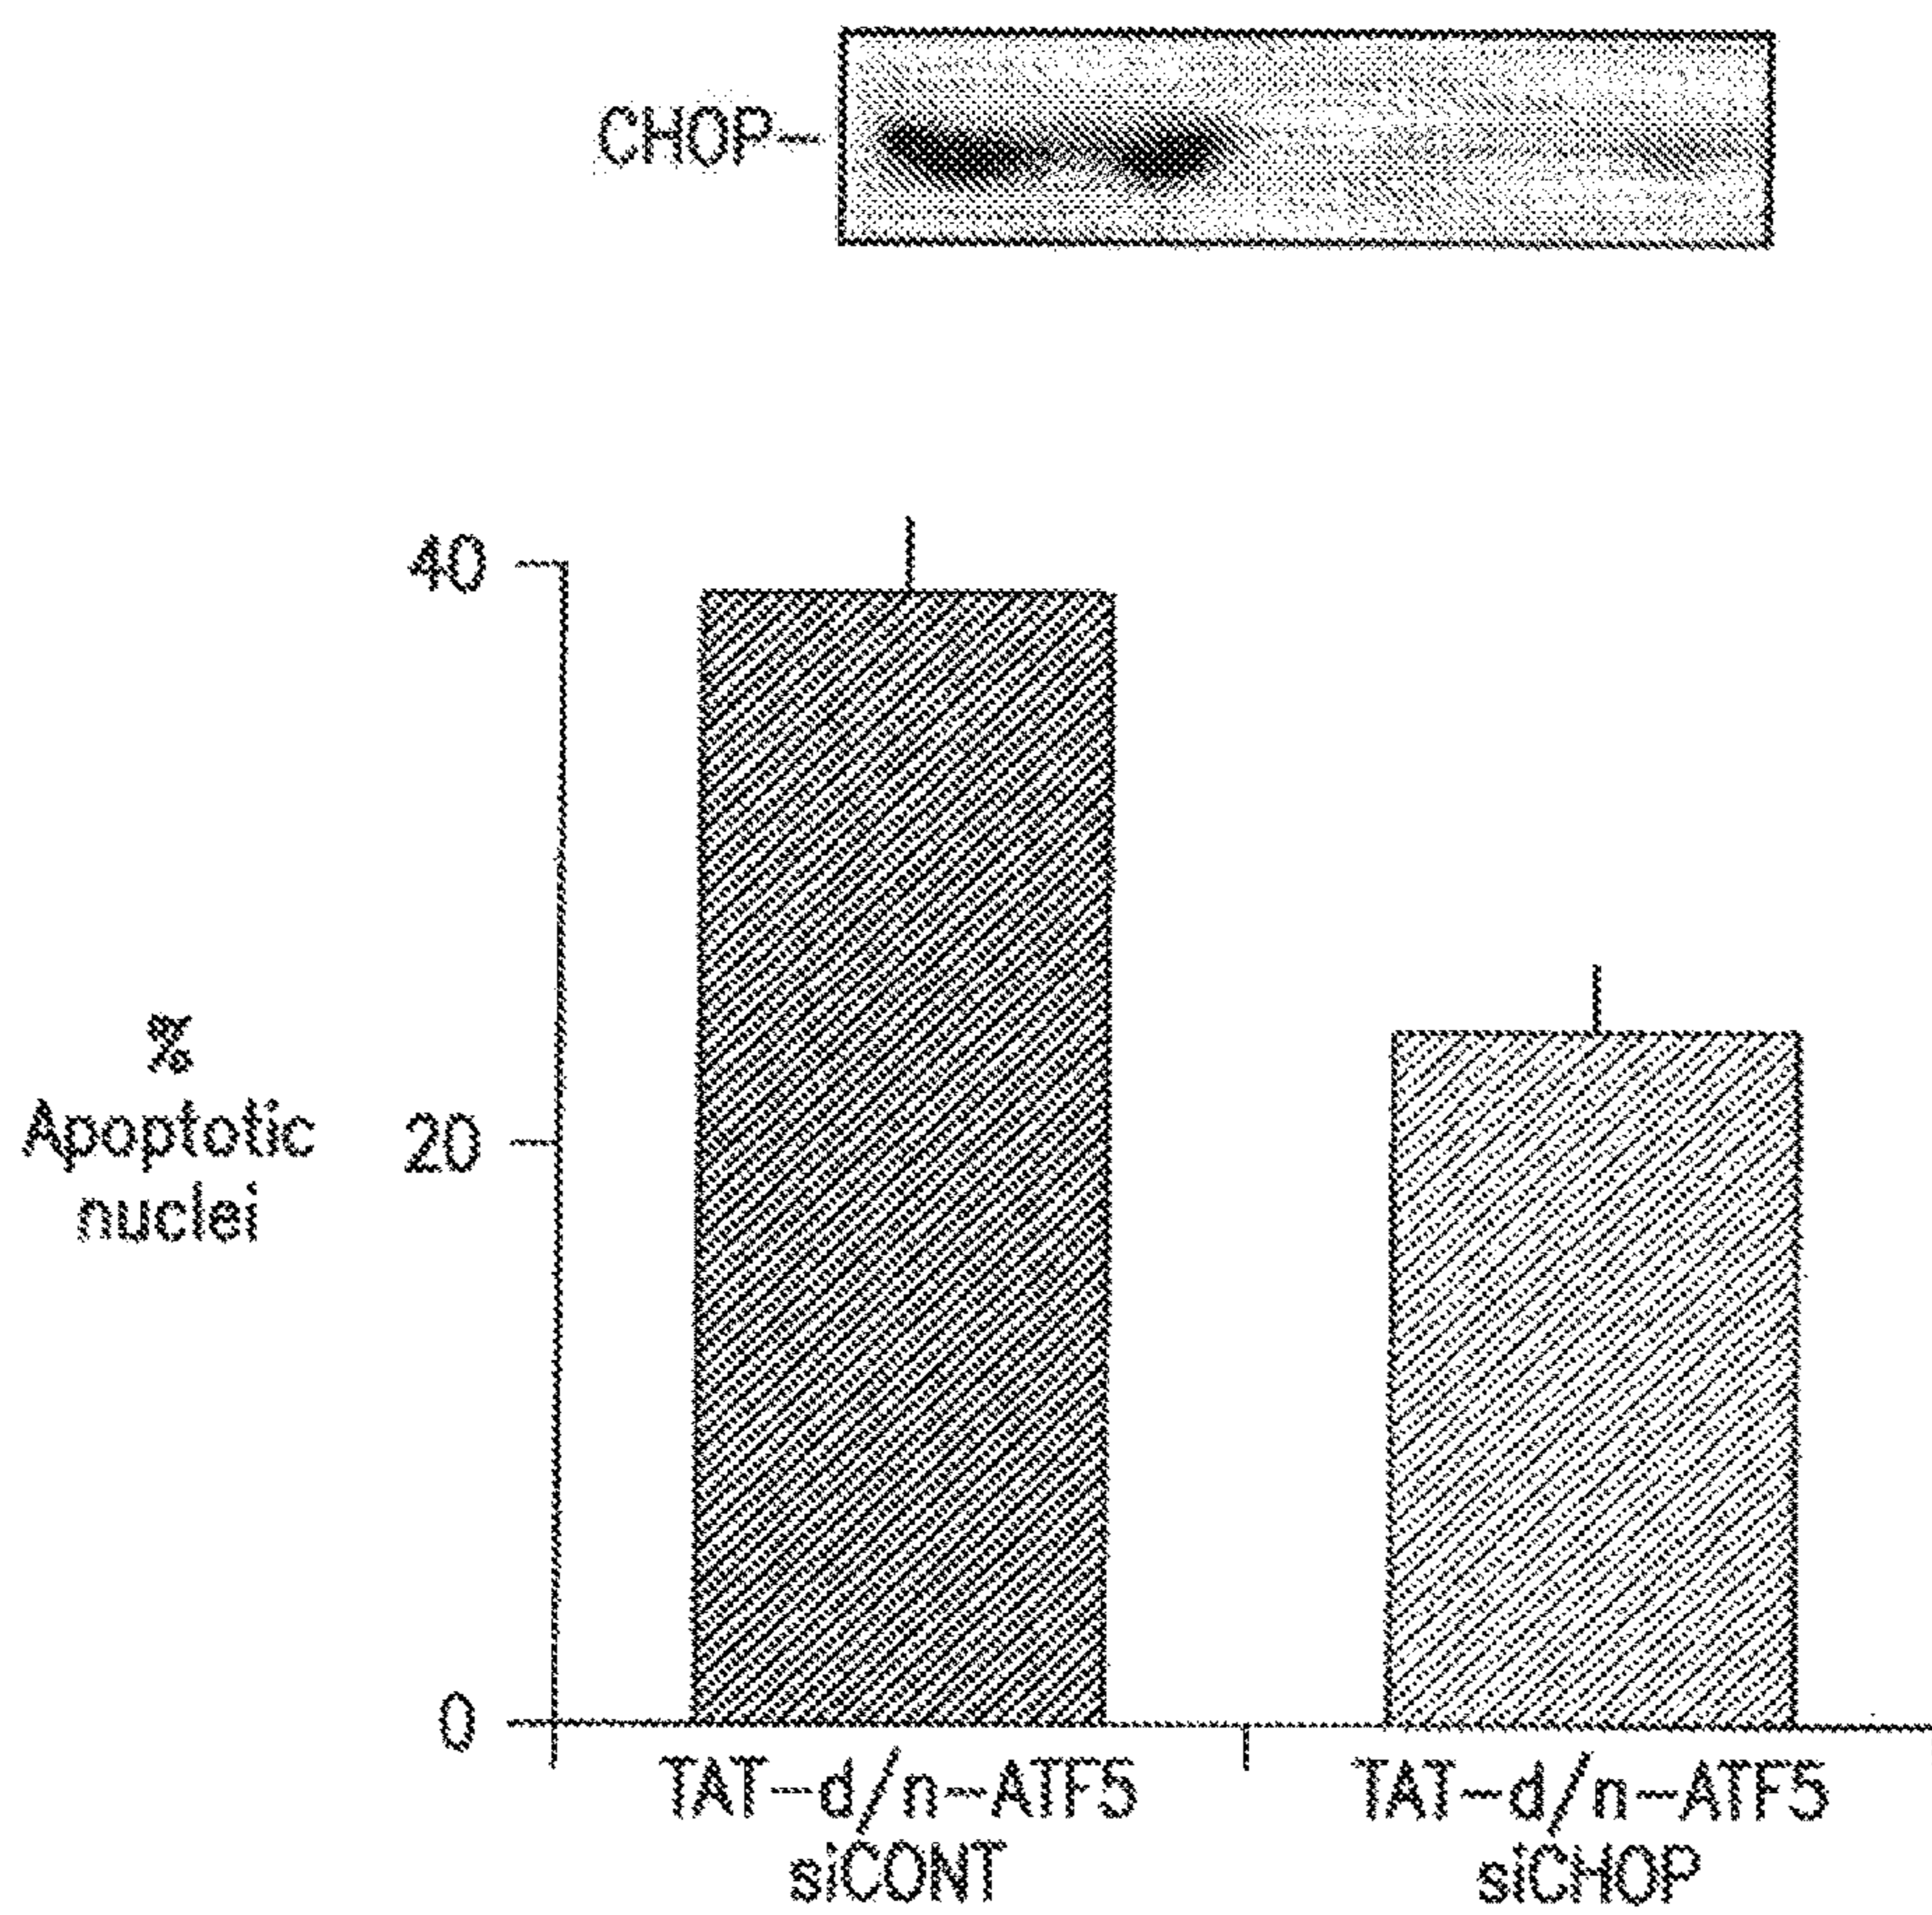 CHOP-
40
%
Apoptotic
nuclei
20
0
TAT-d/n-ATF5
siCONT
TAT-d/n-ATF5
siCHOP